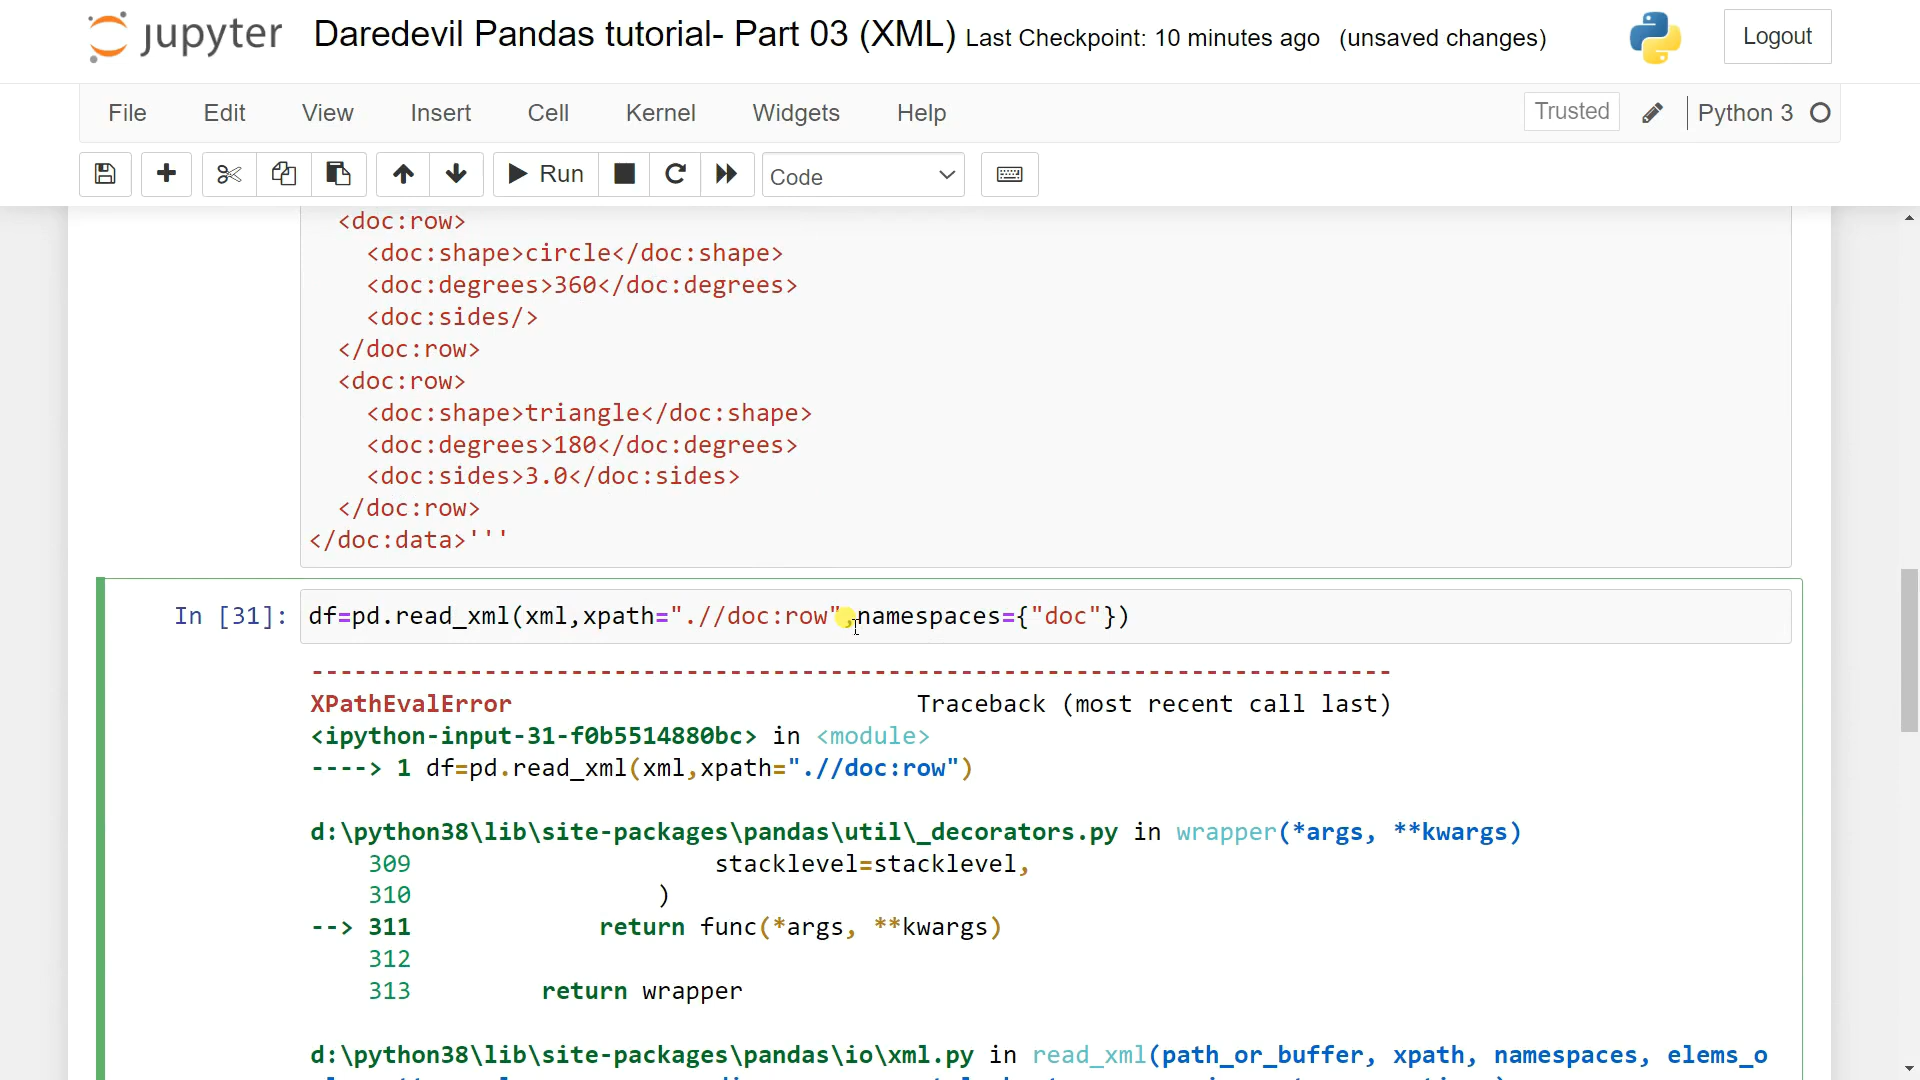 jupyter Daredevil Pandas tutorial- Part 03 (XML) Last Checkpoint: 10 minutes ago (unsaved changes) Logout
File Edit View Insert Cell Kernel Widgets Help Trusted Python 3
Run Code
<doc:row>
<doc:shape>circle</doc:shape>
<doc:degrees>360</doc:degrees>
<doc:sides/>
</doc:row>
<doc:row>
<doc:shape>triangle</doc:shape>
<doc:degrees>180</doc:degrees>
<doc:sides>3.0</doc:sides>
</doc:row>
</doc:data>'''
In [31]: df=pd.read_xml(xml,xpath=".//doc:row",namespaces={"doc"})
---------------------------------------------------------------------------
XPathEvalError Traceback (most recent call last)
<ipython-input-31-f0b5514880bc> in <module>
----> 1 df=pd.read_xml(xml,xpath=".//doc:row")
d:\python38\lib\site-packages\pandas\util\_decorators.py in wrapper(*args, **kwargs)
309 stacklevel=stacklevel,
310 )
--> 311 return func(*args, **kwargs)
312
313 return wrapper
d:\python38\lib\site-packages\pandas\io\xml.py in read_xml(path_or_buffer, xpath, namespaces, elems_o